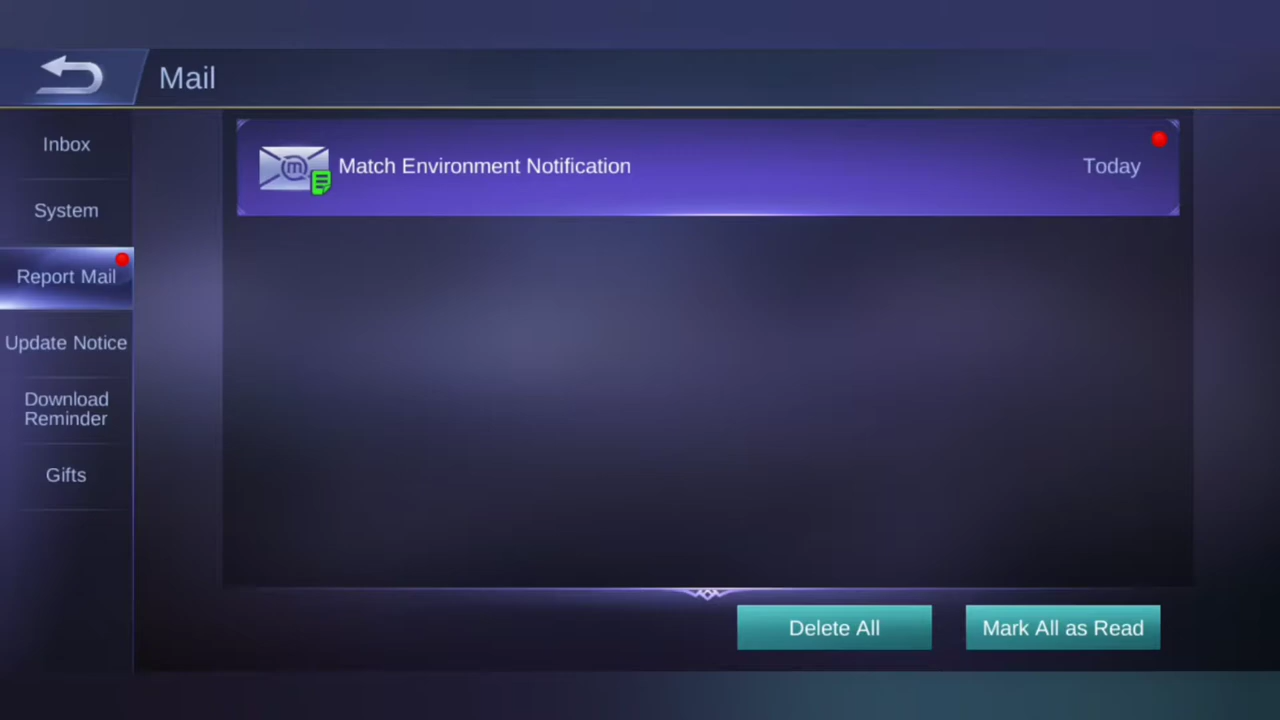 Mail
Inbox
System
Report Mail
Update Notice
Download
Reminder
Gifts
Match Environment Notification
Today
Delete All
Mark All as Read